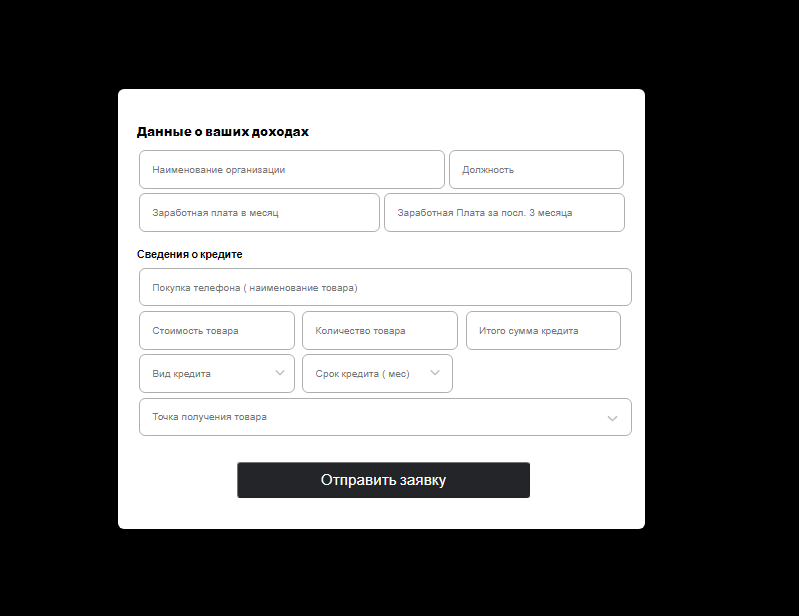 Данные о ваших доходах
Наименование организации Должность
Заработная плата в месяц Заработная Плата за посл. 3 месяца
Сведения о кредите
Покупка телефона ( наименование товара)
Стоимость товара Количество товара Итого сумма кредита
Вид кредита Срок кредита ( мес)
Точка получения товара
Отправить заявку